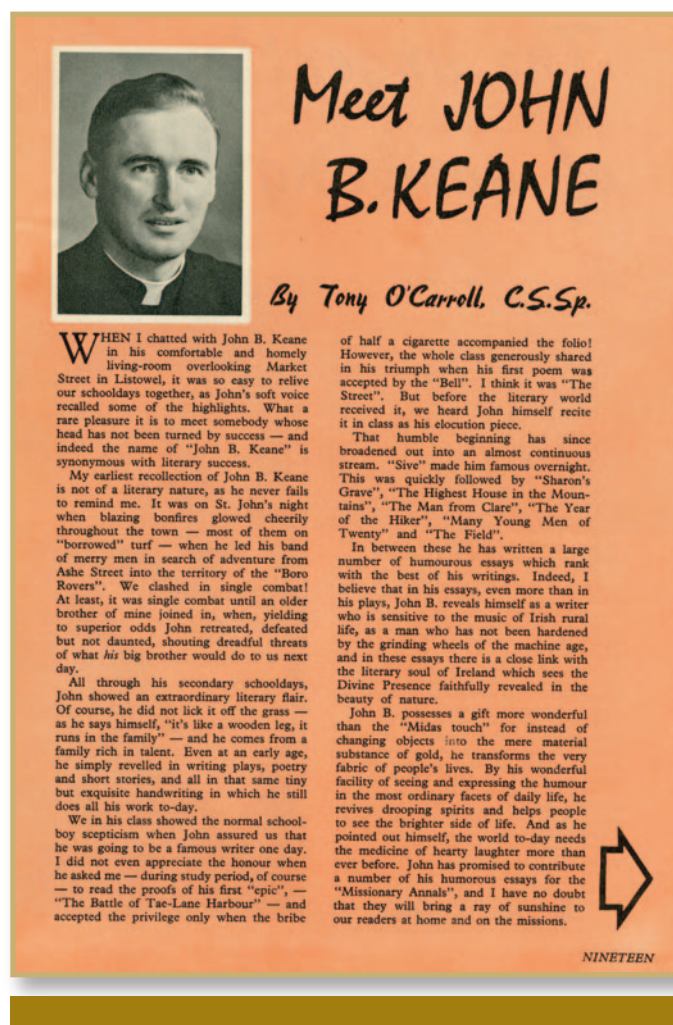 Meet JOHN
B. KEANE
By Tony O'Carroll, C.S.Sp.
WHEN I chatted with John B. Keane
in his comfortable and homely
living-room overlooking Market
Street in Listowel, it was so easy to relive
our schooldays together, as John's soft voice
recalled some of the highlights. What a
rare pleasure it is to meet somebody whose
head has not been turned by success — and
indeed the name of "John B. Keane" is
synonymous with literary success.
My earliest recollection of John B. Keane
is not of a literary nature, as he never fails
to remind me. It was on St. John's night
when blazing bonfires glowed cheerily
throughout the town — most of them on
"borrowed" turf — when he led his band
of merry men in search of adventure from
Ashe Street into the territory of the "Boro
Rovers". We clashed in single combat!
At least, it was single combat until an older
brother of mine joined in, when, yielding
to superior odds John retreated, defeated
but not daunted, shouting dreadful threats
of what his big brother would do to us next
day.
All through his secondary schooldays,
John showed an extraordinary literary flair.
Of course, he did not lick it off the grass —
as he says himself, "it's like a wooden leg, it
runs in the family" — and he comes from a
family rich in talent. Even at an early age,
he simply revelled in writing plays, poetry
and short stories, and all in that same tiny
but exquisite handwriting in which he still
does all his work to-day.
We in his class showed the normal school-
boy scepticism when John assured us that
he was going to be a famous writer one day.
I did not even appreciate the honour when
he asked me — during study period, of course
— to read the proofs of his first "epic", —
"The Battle of Tae-Lane Harbour" — and
accepted the privilege only when the bribe
of half a cigarette accompanied the folio!
However, the whole class generously shared
in his triumph when his first poem was
accepted by the "Bell". I think it was "The
Street". But before the literary world
received it, we heard John himself recite
it in class as his elocution piece.
That humble beginning has since
broadened out into an almost continuous
stream. "Sive" made him famous overnight.
This was quickly followed by "Sharon's
Grave", "The Highest House in the Moun-
tains", "The Man from Clare", "The Year
of the Hiker", "Many Young Men of
Twenty" and "The Field".
In between these he has written a large
number of humourous essays which rank
with the best of his writings. Indeed, I
believe that in his essays, even more than in
his plays, John B. reveals himself as a writer
who is sensitive to the music of Irish rural
life, as a man who has not been hardened
by the grinding wheels of the machine age,
and in these essays there is a close link with
the literary soul of Ireland which sees the
Divine Presence faithfully revealed in the
beauty of nature.
John B. possesses a gift more wonderful
than the "Midas touch" for instead of
changing objects into the mere material
substance of gold, he transforms the very
fabric of people's lives. By his wonderful
facility of seeing and expressing the humour
in the most ordinary facets of daily life, he
revives drooping spirits and helps people
to see the brighter side of life. And as he
pointed out himself, the world to-day needs
the medicine of hearty laughter more than
ever before. John has promised to contribute
a number of his humorous essays for the
"Missionary Annals", and I have no doubt
that they will bring a ray of sunshine to
our readers at home and on the missions.
NINETEEN